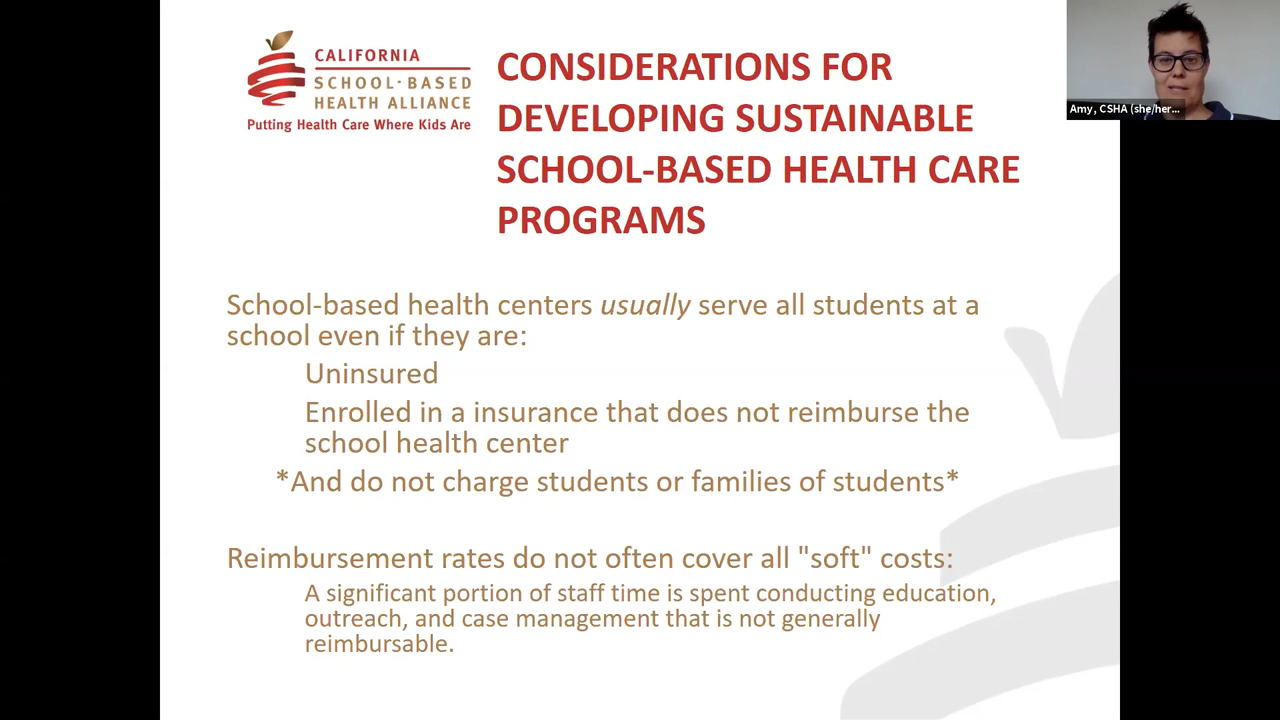 CALIFORNIA
SCHOOL-BASED
HEALTH ALLIANCE
Putting Health Care Where Kids Are
CONSIDERATIONS FOR
DEVELOPING SUSTAINABLE
SCHOOL-BASED HEALTH CARE
PROGRAMS
Amy, CSHA (she/her...
School-based health centers usually serve all students at a
school even if they are:
Uninsured
Enrolled in a insurance that does not reimburse the
school health center
*And do not charge students or families of students*
Reimbursement rates do not often cover all "soft" costs:
A significant portion of staff time is spent conducting education,
outreach, and case management that is not generally
reimbursable.